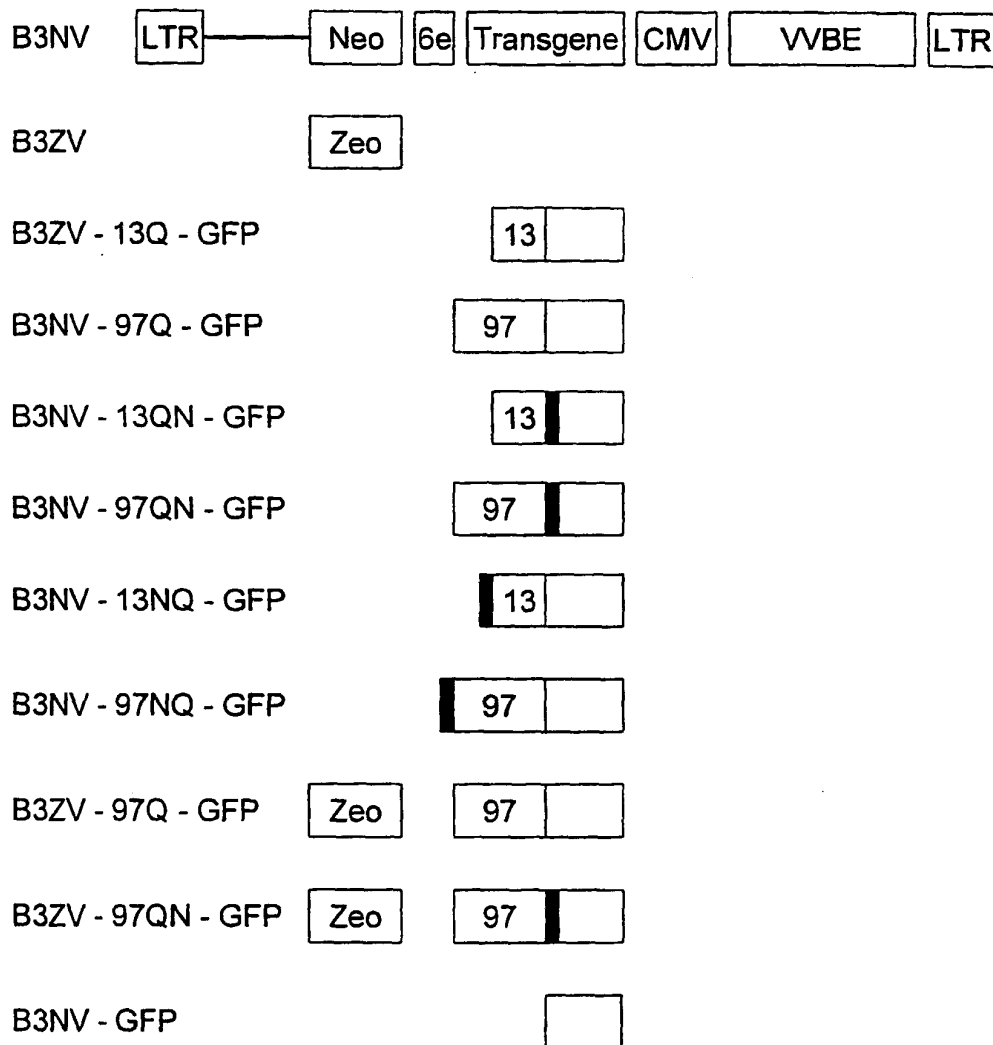 B3NV LTR Neo 6e Transgene CMV VVBE LTR
B3ZV Zeo
B3ZV - 13Q - GFP 13
B3NV - 97Q - GFP 97
B3NV - 13QN - GFP 13
B3NV - 97QN - GFP 97
B3NV - 13NQ - GFP 13
B3NV - 97NQ - GFP 97
B3ZV - 97Q - GFP Zeo 97
B3ZV - 97QN - GFP Zeo 97
B3NV - GFP